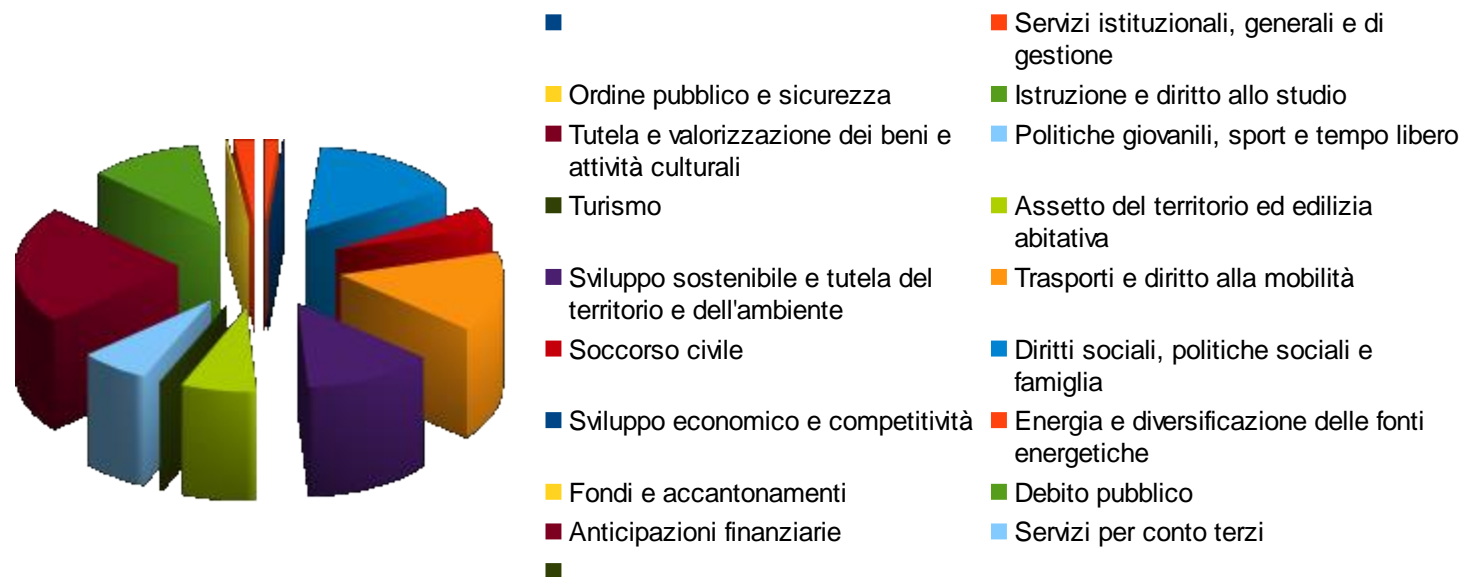 Servizi istituzionali, generali e di
gestione
Ordine pubblico e sicurezza
Istruzione e diritto allo studio
Tutela e valorizzazione dei beni e
attività culturali
Politiche giovanili, sport e tempo libero
Turismo
Assetto del territorio ed edilizia
abitativa
Sviluppo sostenibile e tutela del
territorio e dell'ambiente
Trasporti e diritto alla mobilità
Soccorso civile
Diritti sociali, politiche sociali e
famiglia
Sviluppo economico e competitività
Energia e diversificazione delle fonti
energetiche
Fondi e accantonamenti
Debito pubblico
Anticipazioni finanziarie
Servizi per conto terzi